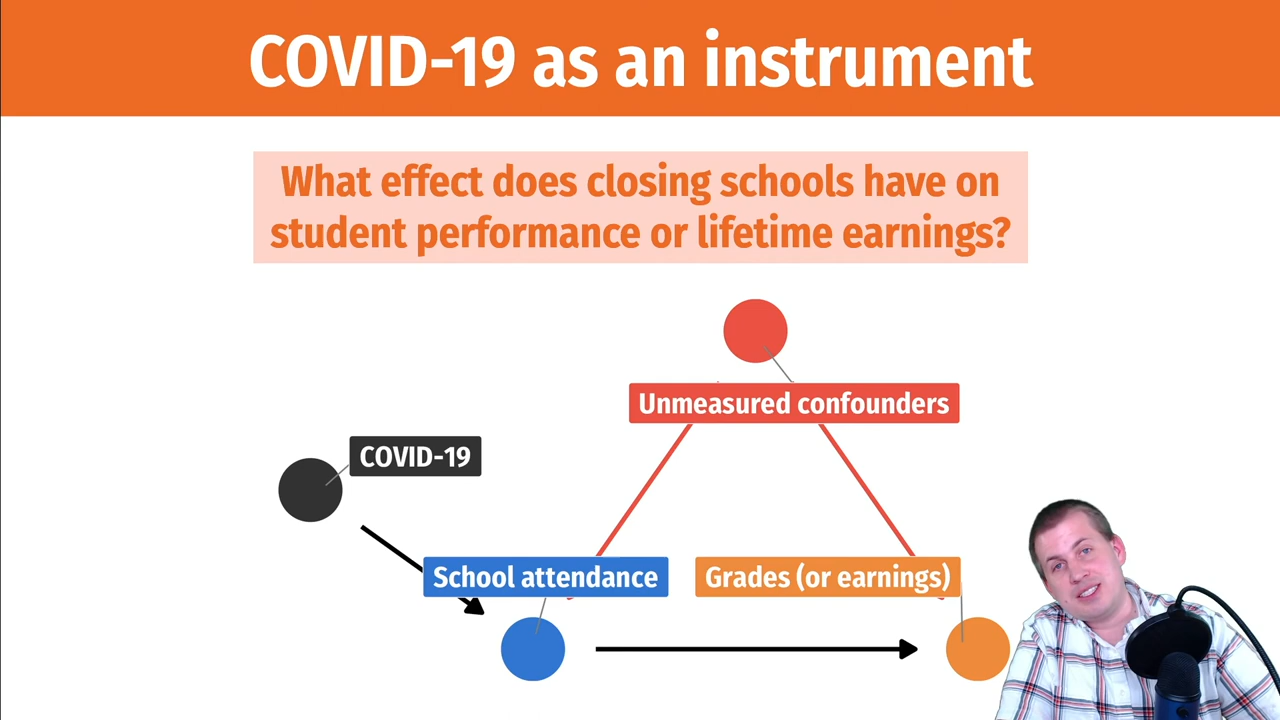 COVID-19 as an instrument
What effect does closing schools have on
student performance or lifetime earnings?
Unmeasured confounders
COVID-19
School attendance
Grades (or earnings)